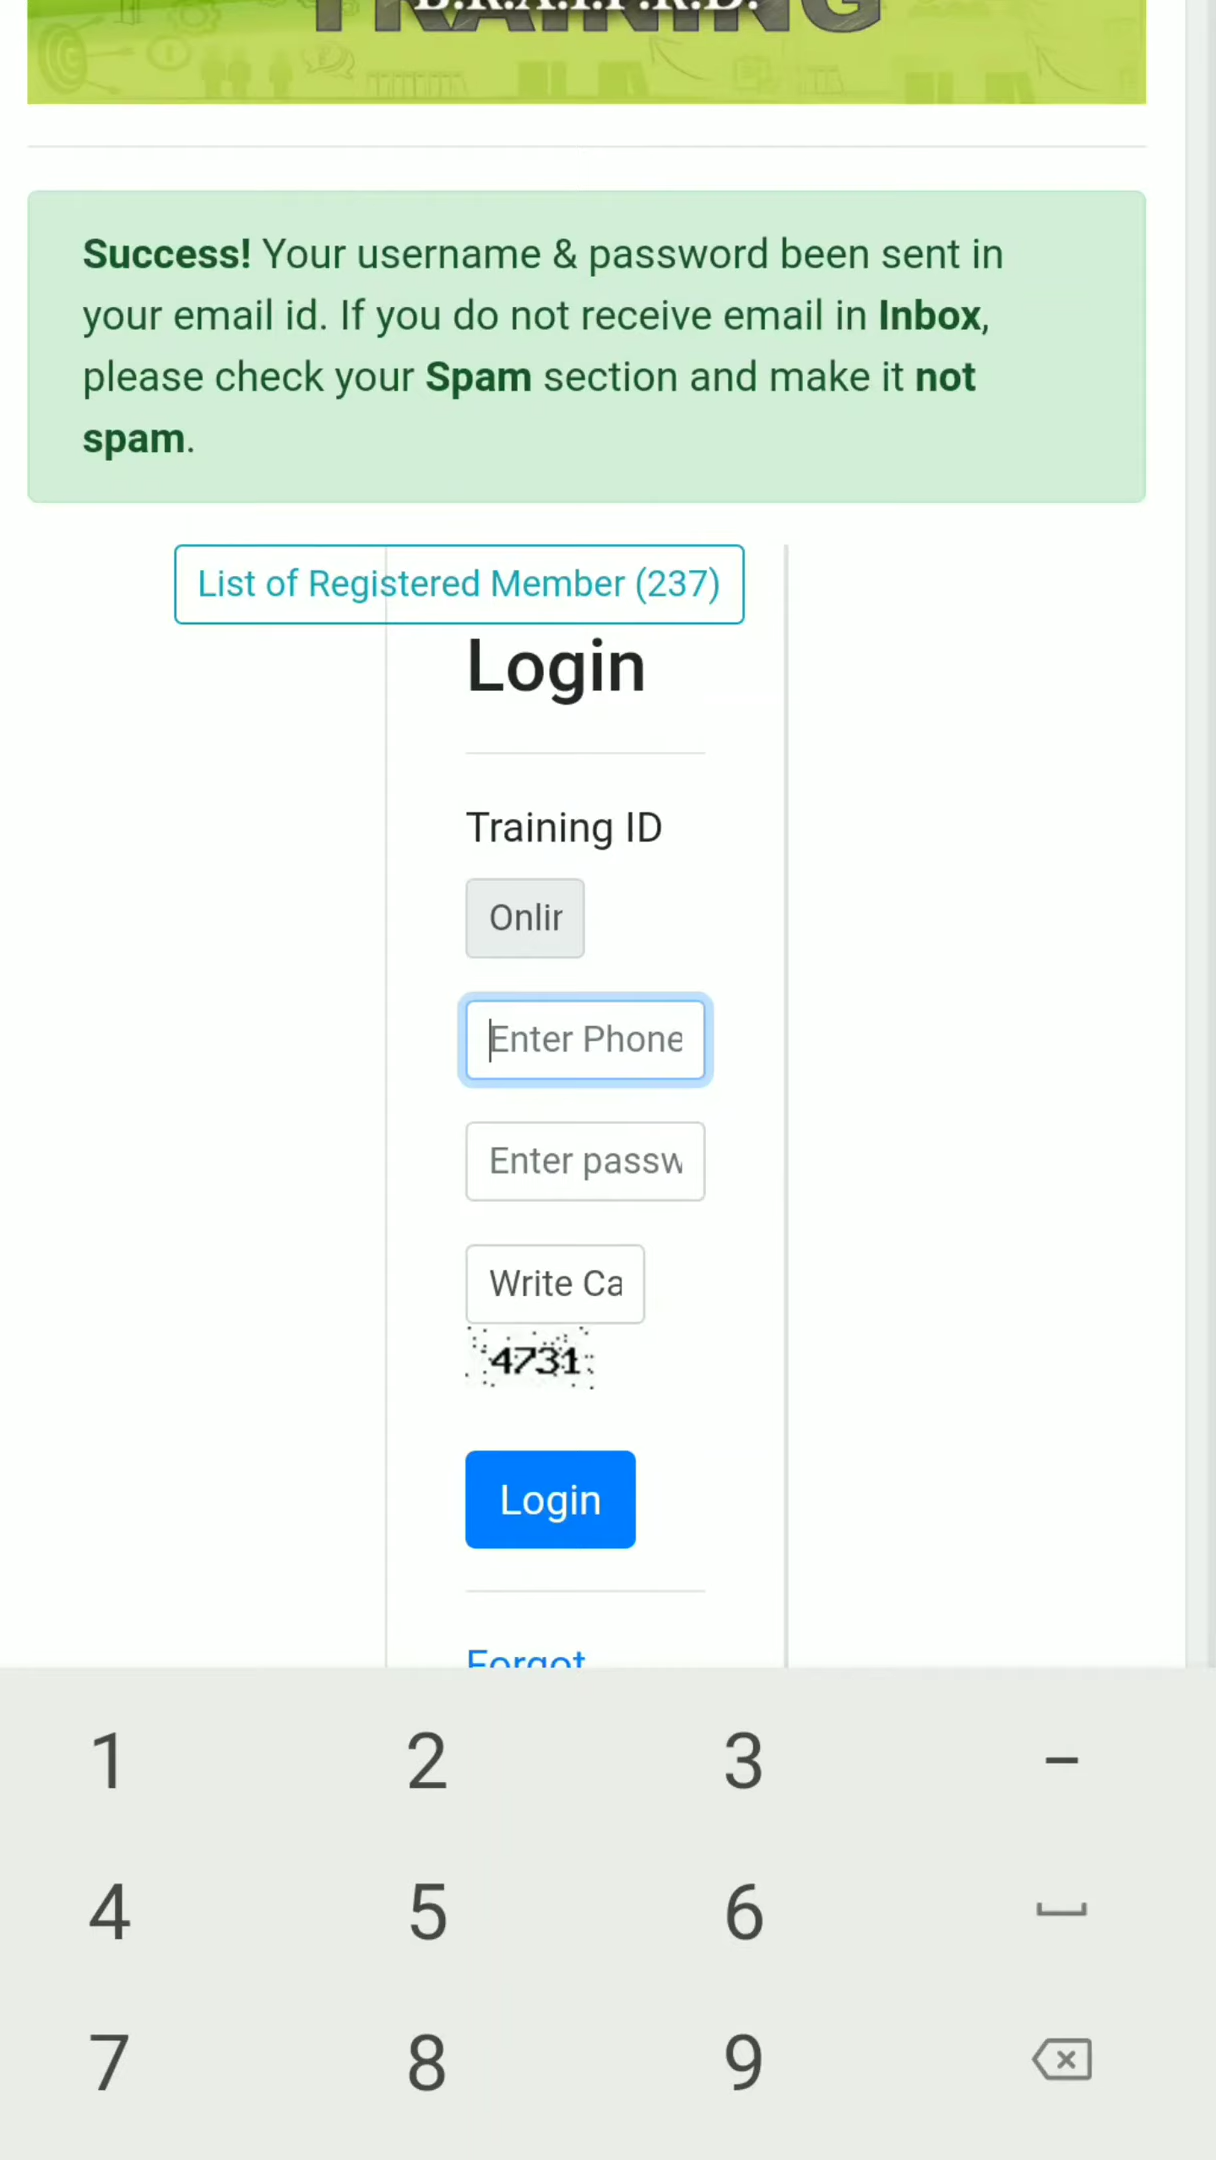 TRAINING
Success! Your username & password been sent in
your email id. If you do not receive email in Inbox,
please check your Spam section and make it not
spam.
List of Registered Member (237)
Login
Training ID
Onlin
Enter Phone
Enter passw
Write Ca
4731
Login
Forgot
1 2 3 -
4 5 6
7 8 9